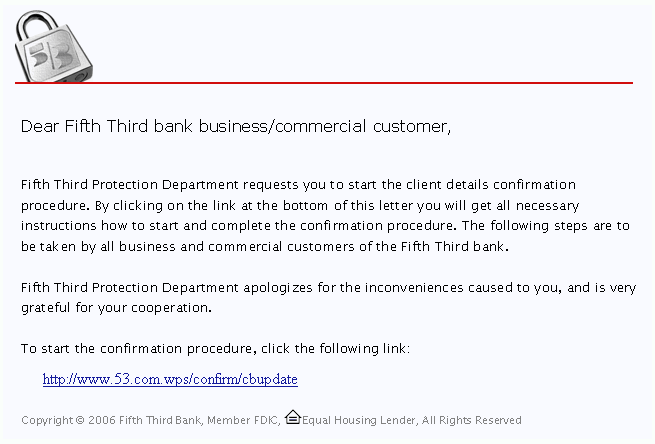 53
Dear Fifth Third bank business/commercial customer,
Fifth Third Protection Department requests you to start the client details confirmation
procedure. By clicking on the link at the bottom of this letter you will get all necessary
instructions how to start and complete the confirmation procedure. The following steps are to
be taken by all business and commercial customers of the Fifth Third bank.
Fifth Third Protection Department apologizes for the inconveniences caused to you, and is very
grateful for your cooperation.
To start the confirmation procedure, click the following link:
http://www.53.com.wps/confirm/cbupdate
Copyright © 2006 Fifth Third Bank, Member FDIC, Equal Housing Lender, All Rights Reserved